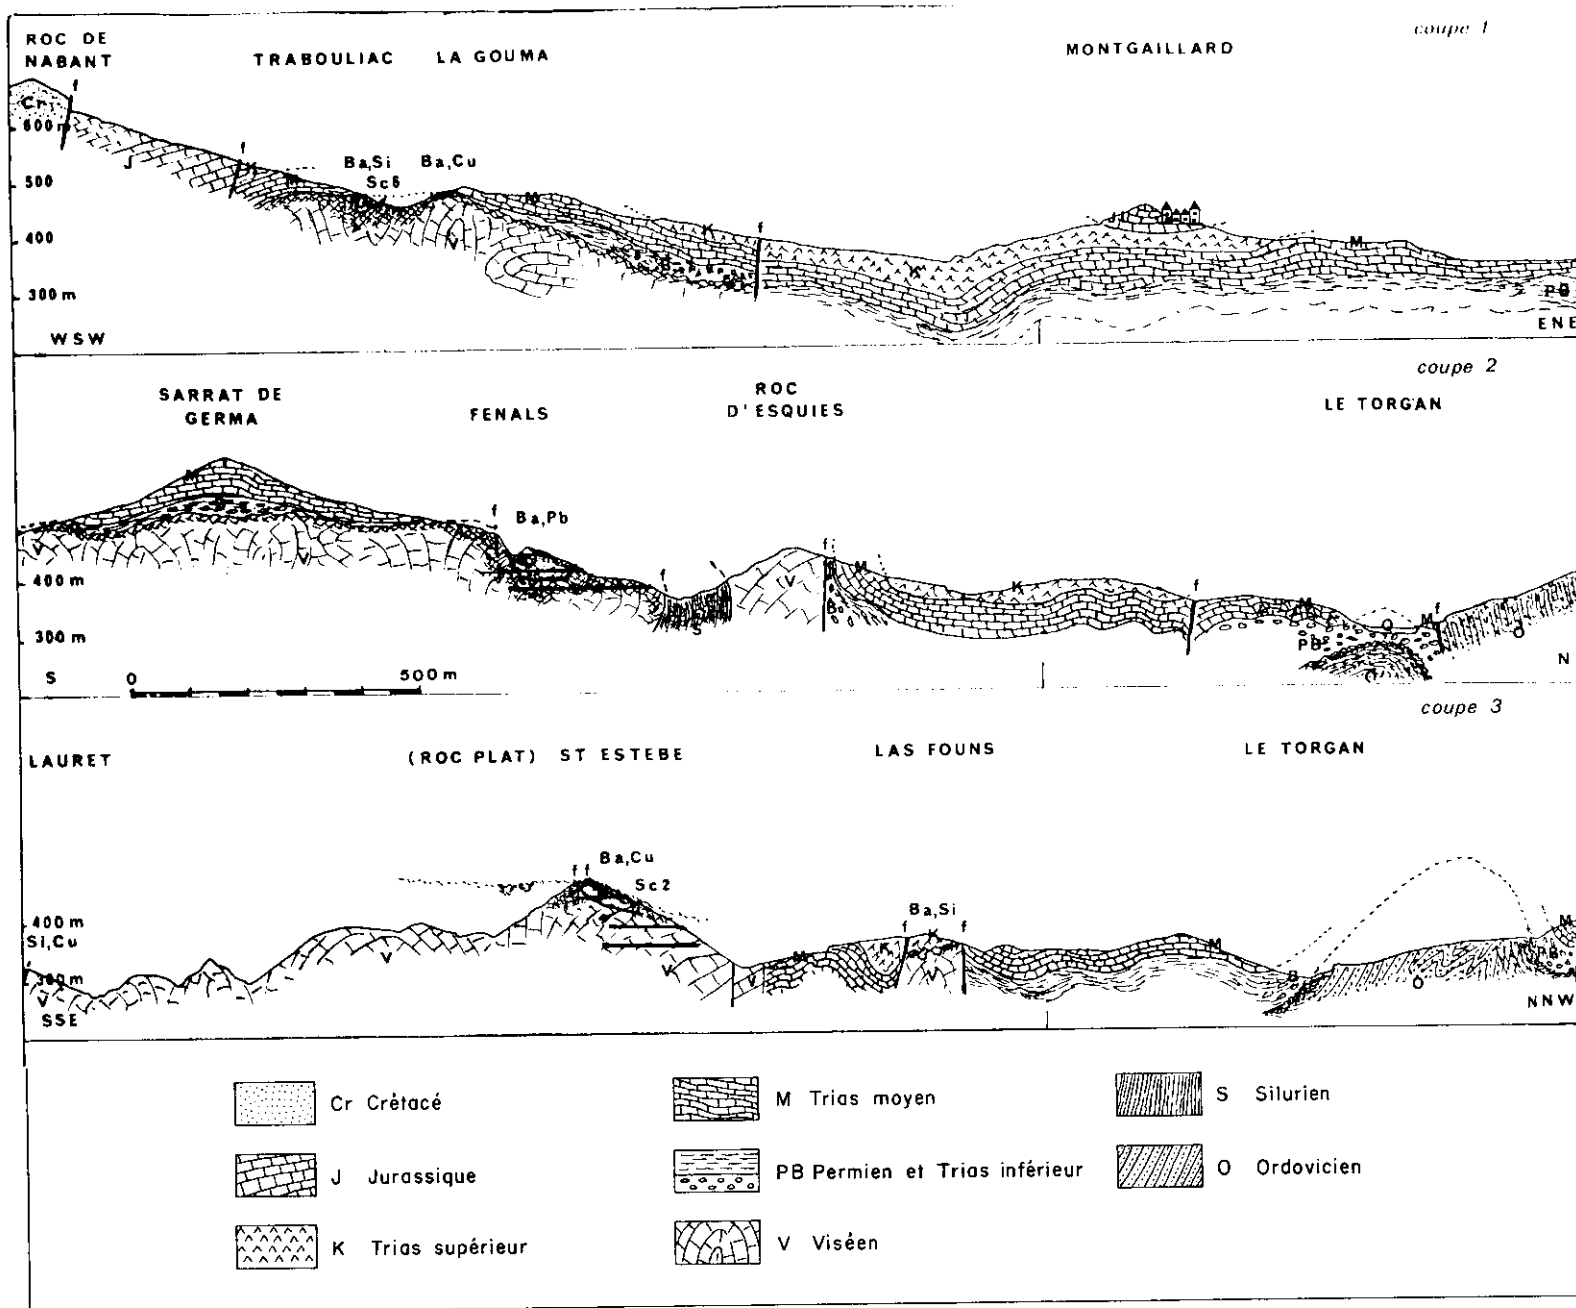 coupe 1
ROC DE NABANT
TRABOULIAC
LA GOUMA
MONTGAILLARD
f
Cr
600 m
J
f
K
M
Ba,Si
Sc6
Ba,Cu
500
400
300 m
V
V
M
B
K
f
K
J
M
PB
WSW
ENE
coupe 2
SARRAT DE GERMA
FENALS
ROC D'ESQUIES
LE TORGAN
M
V
V
f
Ba,Pb
f
S
V
f
M
B
K
f
M
PB
O
M
f
O
O
400 m
300 m
S
0
500 m
N
coupe 3
LAURET
(ROC PLAT) ST ESTEBE
LAS FOUNS
LE TORGAN
400 m
Si,Cu
300 m
V
SSE
V
f f
Ba,Cu
Sc2
V
V
M
K
f
Ba,Si
K
V
f
M
B
O
PB
M
NNW
Cr Crétacé
M Trias moyen
S Silurien
J Jurassique
PB Permien et Trias inférieur
O Ordovicien
K Trias supérieur
V Viséen